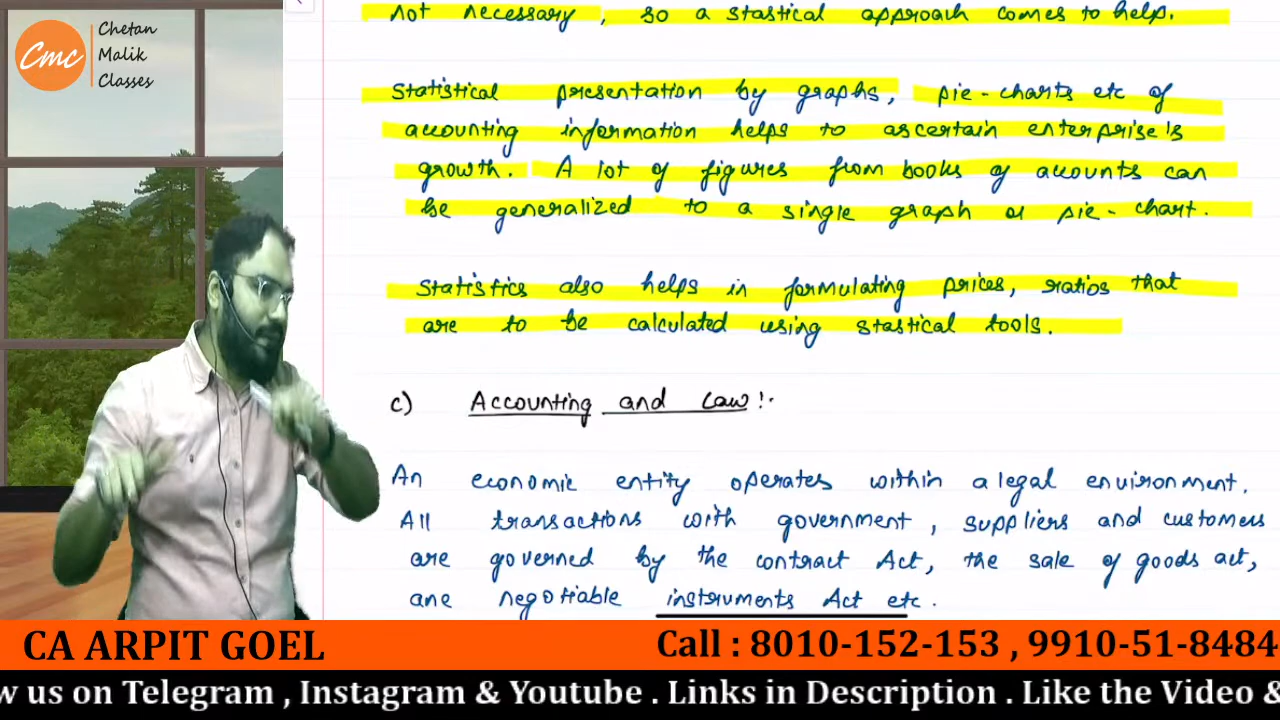 cmc
Chetan
Malik
Classes
not necessary, so a stastical approach comes to help.
Statistical presentation by graphs, pie-charts etc of
accounting information helps to ascertain enterprise's
growth. A lot of figures from books of accounts can
be generalized to a single graph or pie-chart.
Statistics also helps in formulating prices, ratios that
are to be calculated using stastical tools.
c) Accounting and Law :-
An economic entity operates within a legal environment.
All transactions with government, suppliers and customers
are governed by the contract Act, the sale of goods act,
ane negotiable instruments Act etc.
CA ARPIT GOEL
Call : 8010-152-153 , 9910-51-8484
w us on Telegram , Instagram & Youtube . Links in Description . Like the Video &